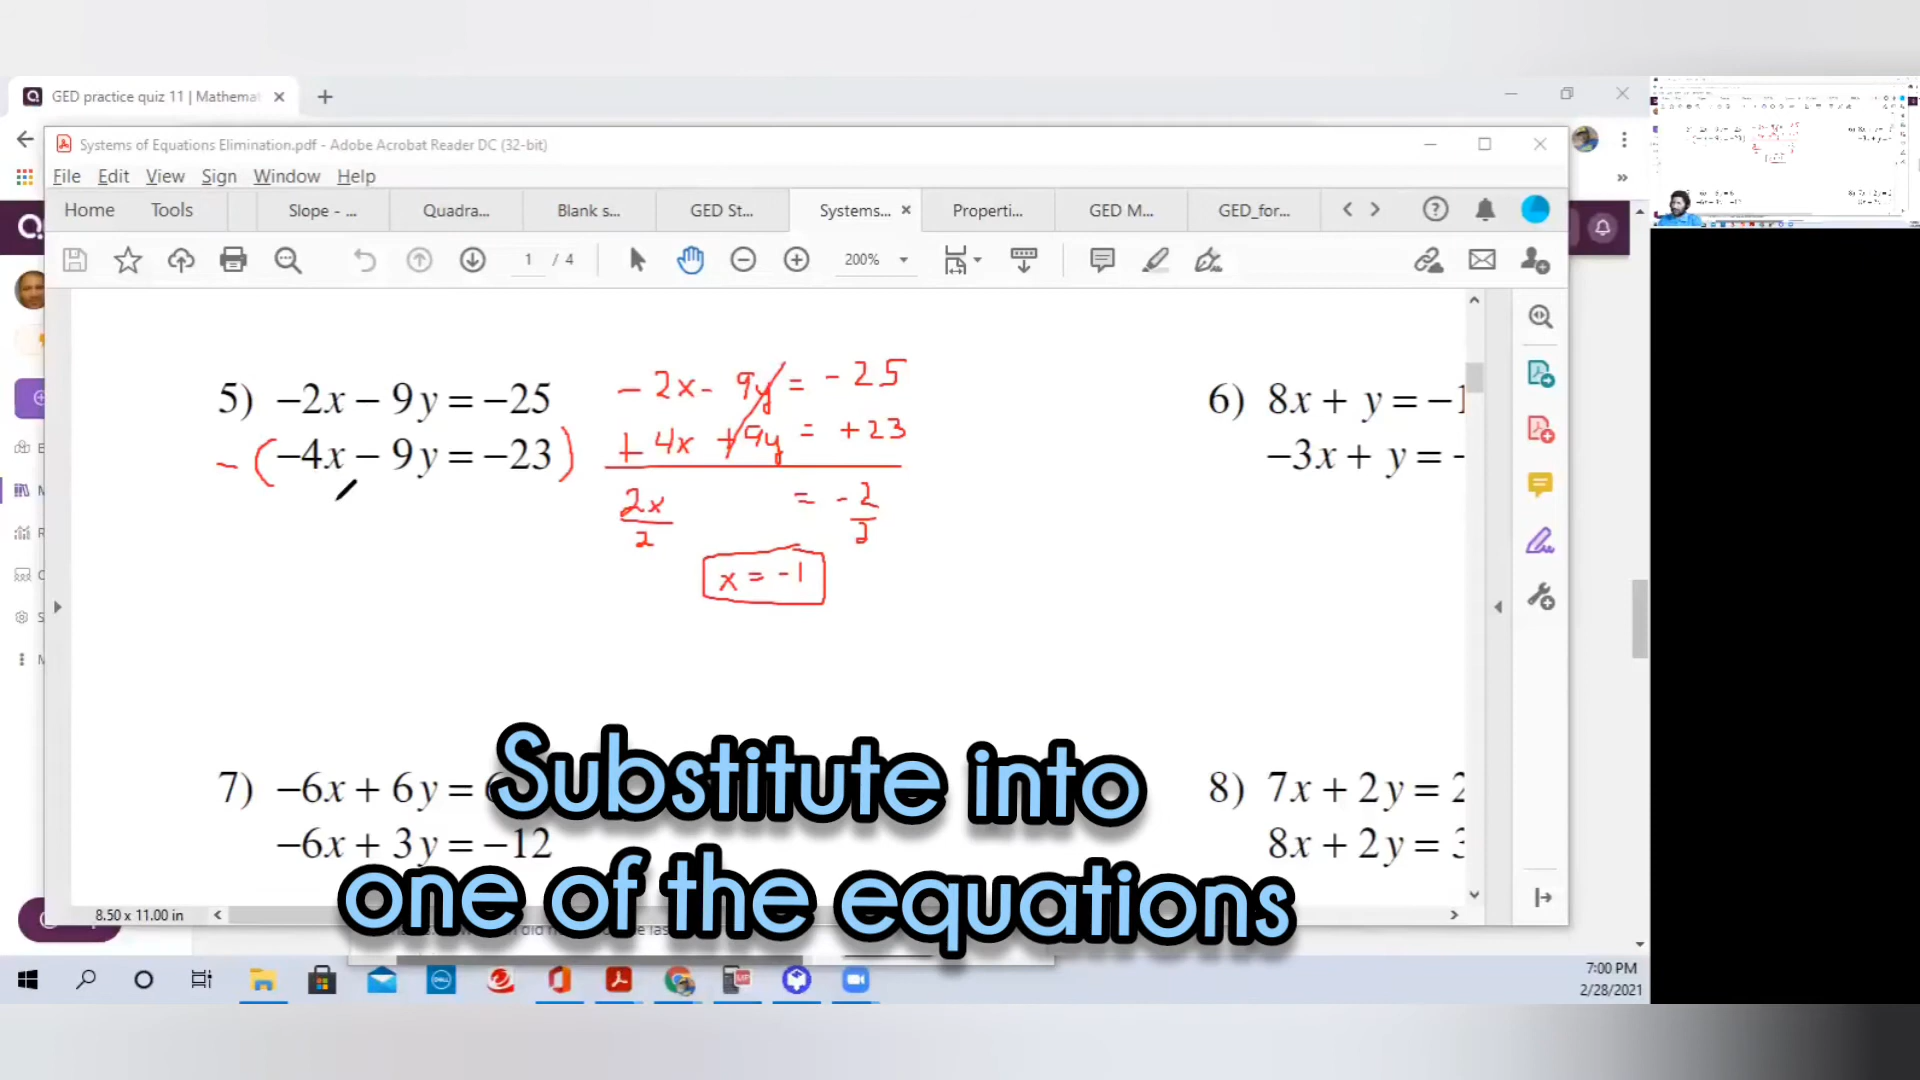 GED practice quiz 11 | Mathemat
Systems of Equations Elimination.pdf - Adobe Acrobat Reader DC (32-bit)
File Edit View Sign Window Help
Home Tools Slope - ... Quadra... Blank s... GED St... Systems... Properti... GED M... GED_for...
1 / 4 200%
5) −2x − 9y = −25
−4x − 9y = −23
- ( )
- 2x - 9y = - 25
+ 4x + 9y = + 23
2x = - 2
2 2
x = - 1
6) 8x + y = −1
−3x + y = -
7) −6x + 6y =
−6x + 3y = −12
8) 7x + 2y = 2
8x + 2y = 3
Substitute into
one of the equations
8.50 x 11.00 in
7:00 PM
2/28/2021